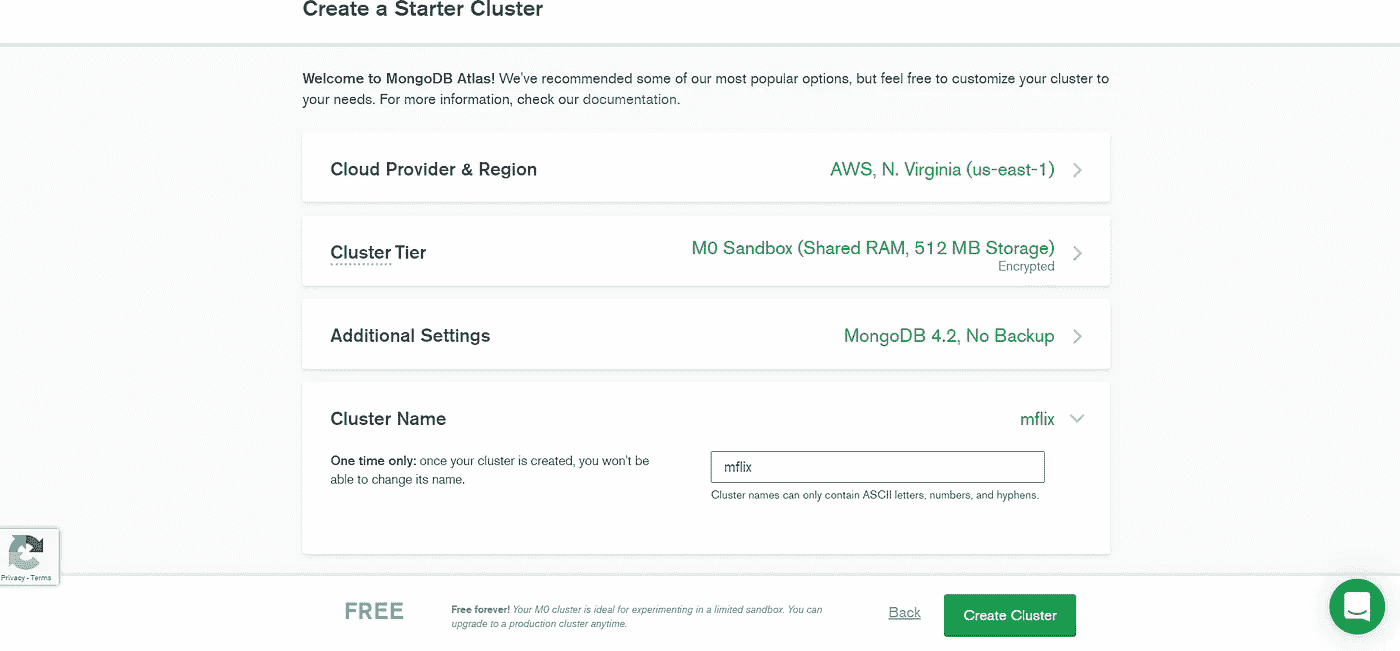 Create a Starter Cluster
Welcome to MongoDB Atlas! We've recommended some of our most popular options, but feel free to customize your cluster to
your needs. For more information, check our documentation.
Cloud Provider & Region
AWS, N. Virginia (us-east-1)
Cluster Tier
M0 Sandbox (Shared RAM, 512 MB Storage)
Encrypted
Additional Settings
MongoDB 4.2, No Backup
Cluster Name
mflix
One time only: once your cluster is created, you won't be
able to change its name.
mflix
Cluster names can only contain ASCII letters, numbers, and hyphens.
Privacy - Terms
FREE
Free forever! Your M0 cluster is ideal for experimenting in a limited sandbox. You can
upgrade to a production cluster anytime.
Back
Create Cluster